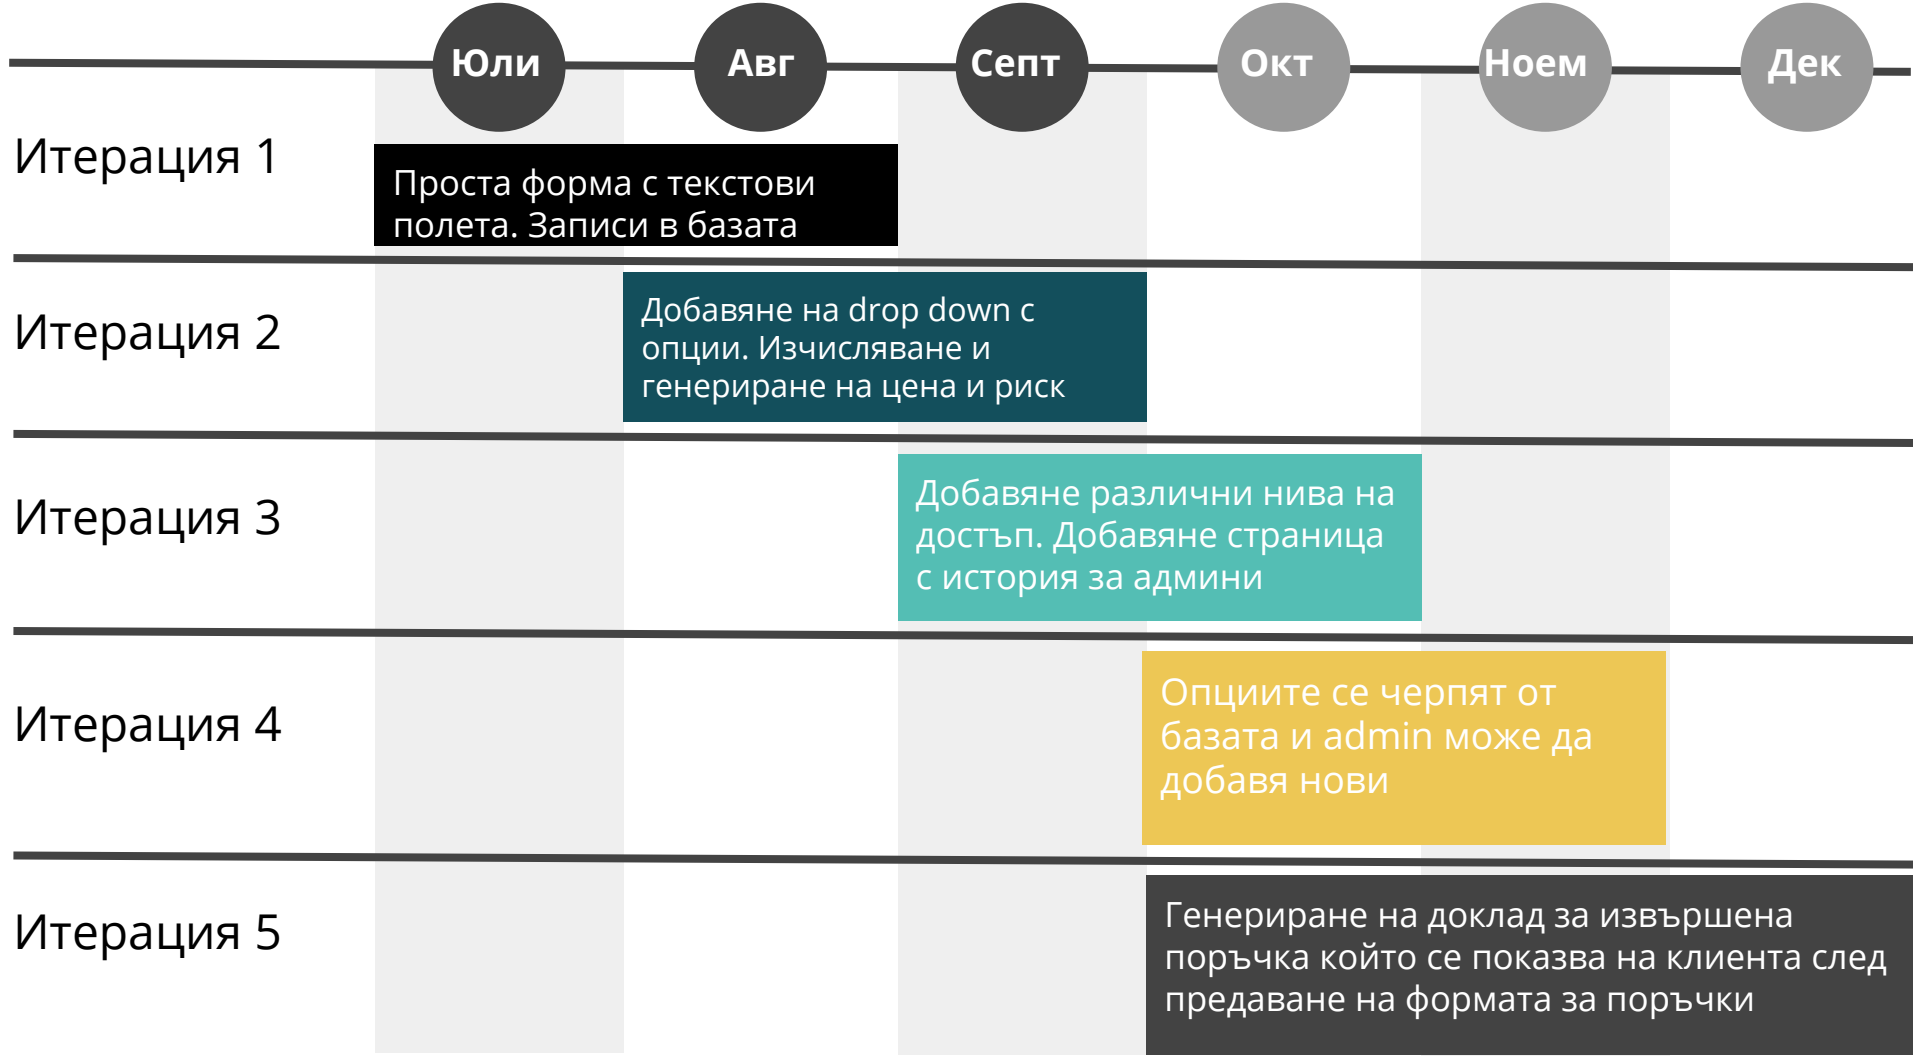 Юли
Авг
Септ
Окт
Ноем
Дек
Итерация 1
Проста форма с текстови
полета. Записи в базата
Итерация 2
Добавяне на drop down с
опции. Изчисляване и
генериране на цена и риск
Итерация 3
Добавяне различни нива на
достъп. Добавяне страница
с история за админи
Итерация 4
Опциите се черпят от
базата и admin може да
добавя нови
Итерация 5
Генериране на доклад за извършена
поръчка който се показва на клиента след
предаване на формата за поръчки